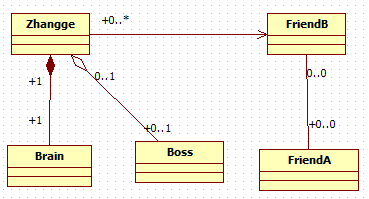 Zhangge
+0..*
FriendB
+1
0..1
0..0
+1
+0..1
+0..0
Brain
Boss
FriendA